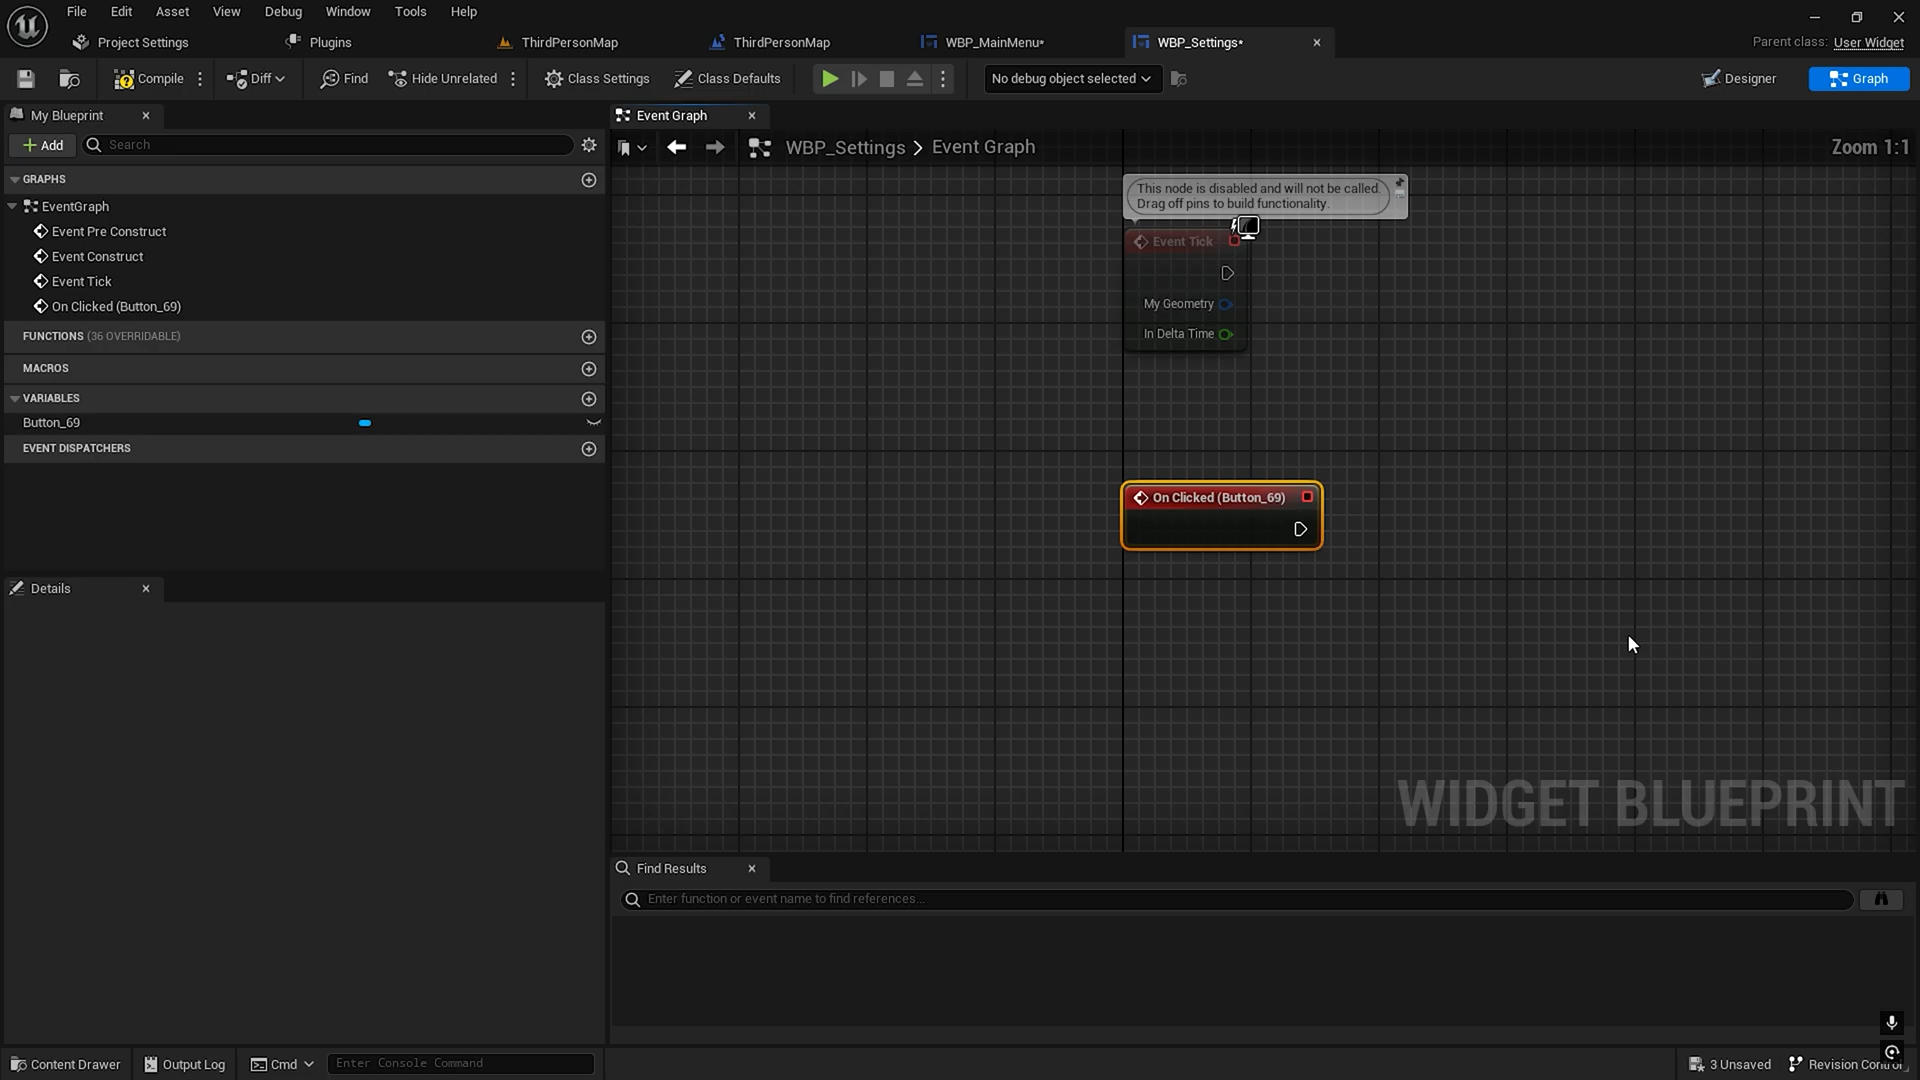 File Edit Asset View Debug Window Tools Help
Project Settings Plugins ThirdPersonMap ThirdPersonMap WBP_MainMenu* WBP_Settings* Parent class: User Widget
Compile Diff Find Hide Unrelated Class Settings Class Defaults No debug object selected Designer Graph
My Blueprint
Event Graph
Add Search
WBP_Settings > Event Graph Zoom 1:1
GRAPHS
EventGraph
Event Pre Construct
Event Construct
Event Tick
On Clicked (Button_69)
FUNCTIONS (36 OVERRIDABLE)
MACROS
VARIABLES
Button_69
EVENT DISPATCHERS
Details
This node is disabled and will not be called.
Drag off pins to build functionality.
Event Tick
My Geometry
In Delta Time
On Clicked (Button_69)
WIDGET BLUEPRINT
Find Results
Enter function or event name to find references...
Content Drawer Output Log Cmd Enter Console Command 3 Unsaved Revision Control